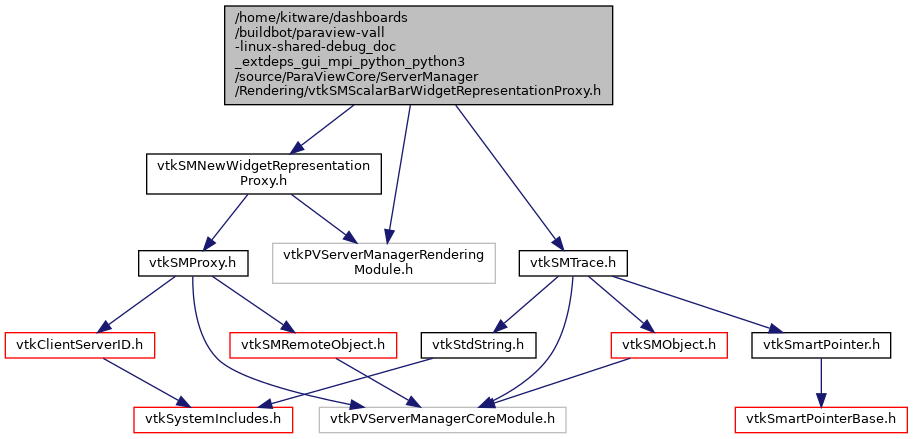 /home/kitware/dashboards
/buildbot/paraview-vall
-linux-shared-debug_doc
_extdeps_gui_mpi_python_python3
/source/ParaViewCore/ServerManager
/Rendering/vtkSMScalarBarWidgetRepresentationProxy.h
vtkSMNewWidgetRepresentation
Proxy.h
vtkSMProxy.h
vtkPVServerManagerRendering
Module.h
vtkSMTrace.h
vtkClientServerID.h
vtkSMRemoteObject.h
vtkStdString.h
vtkSMObject.h
vtkSmartPointer.h
vtkSystemIncludes.h
vtkPVServerManagerCoreModule.h
vtkSmartPointerBase.h